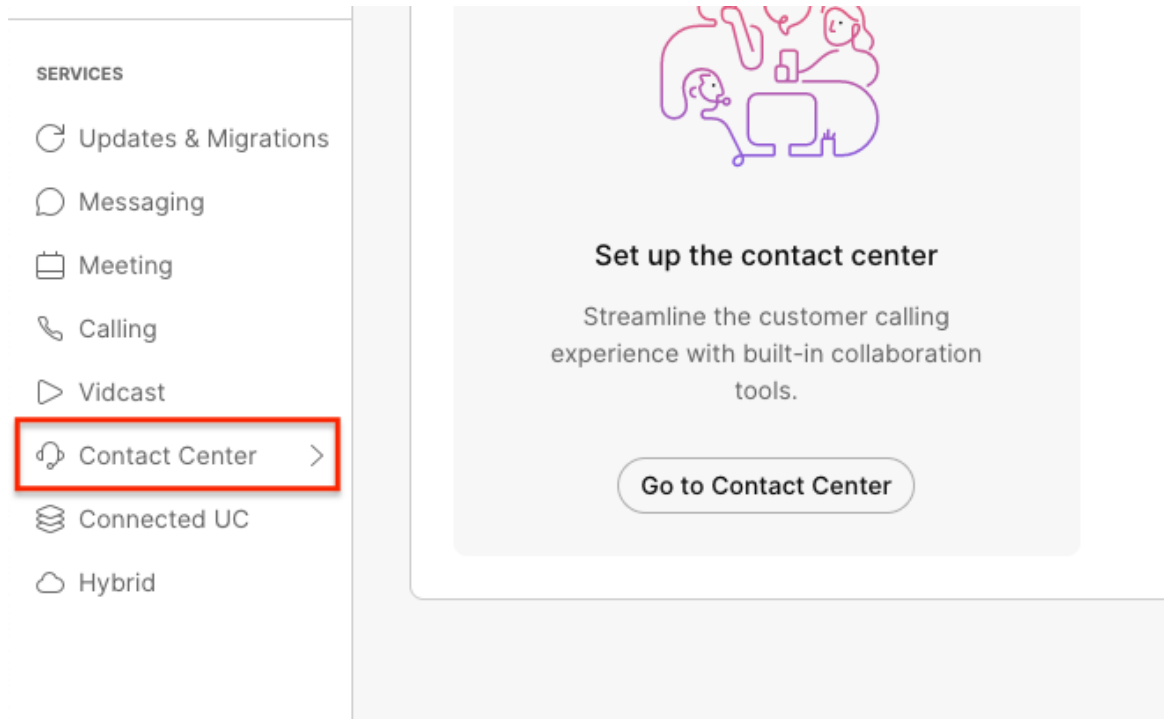 SERVICES
Updates & Migrations
Messaging
Meeting
Calling
Vidcast
Contact Center
Connected UC
Hybrid
Set up the contact center
Streamline the customer calling
experience with built-in collaboration
tools.
Go to Contact Center